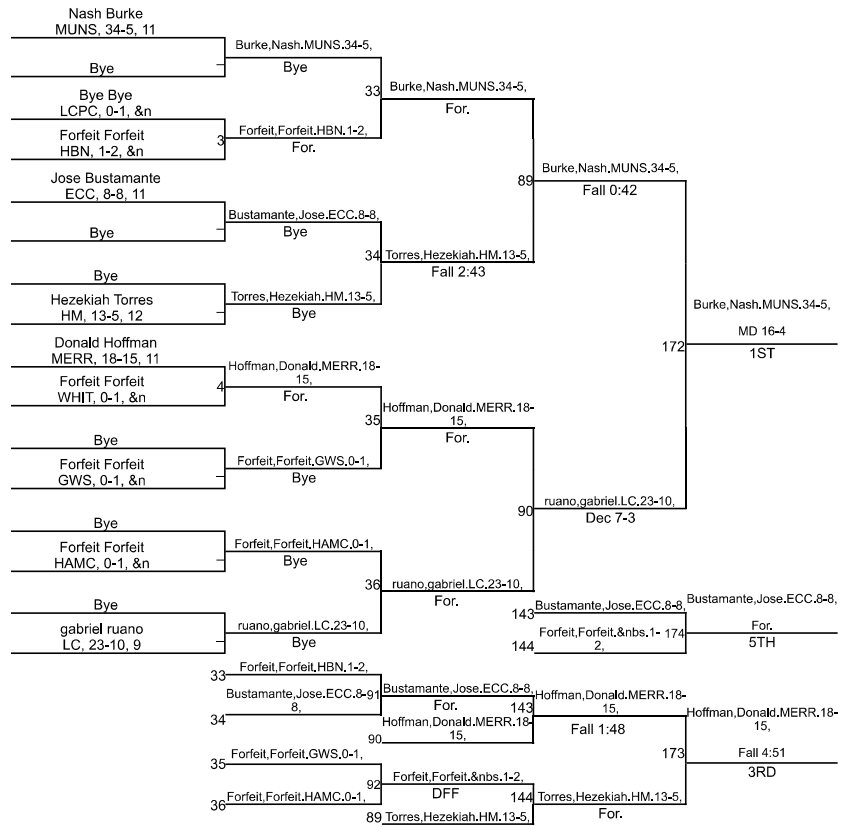 Nash Burke
MUNS, 34-5, 11
Bye
Bye Bye
LCPC, 0-1, &n
Forfeit Forfeit
HBN, 1-2, &n
3
Jose Bustamante
ECC, 8-8, 11
Bye
Bye
Hezekiah Torres
HM, 13-5, 12
Donald Hoffman
MERR, 18-15, 11
Forfeit Forfeit
WHIT, 0-1, &n
4
Bye
Forfeit Forfeit
GWS, 0-1, &n
Bye
Forfeit Forfeit
HAMC, 0-1, &n
Bye
gabriel ruano
LC, 23-10, 9
Burke,Nash.MUNS.34-5,
Bye
33
Forfeit,Forfeit.HBN.1-2,
For.
Bustamante,Jose.ECC.8-8,
Bye
34
Torres,Hezekiah.HM.13-5,
Bye
Hoffman,Donald.MERR.18-
15,
For.
35
Forfeit,Forfeit.GWS.0-1,
Bye
Forfeit,Forfeit.HAMC.0-1,
Bye
36
ruano,gabriel.LC.23-10,
Bye
Burke,Nash.MUNS.34-5,
For.
89
Torres,Hezekiah.HM.13-5,
Fall 2:43
Hoffman,Donald.MERR.18-
15,
For.
90
ruano,gabriel.LC.23-10,
For.
Burke,Nash.MUNS.34-5,
Fall 0:42
172
ruano,gabriel.LC.23-10,
Dec 7-3
Burke,Nash.MUNS.34-5,
MD 16-4
1ST
143
Bustamante,Jose.ECC.8-8,
144
Forfeit,Forfeit.&nbs.1-
2,
174
Bustamante,Jose.ECC.8-8,
For.
5TH
33
Forfeit,Forfeit.HBN.1-2,
34
Bustamante,Jose.ECC.8-
8,
91
Bustamante,Jose.ECC.8-8,
For.
90
Hoffman,Donald.MERR.18-
15,
143
Hoffman,Donald.MERR.18-
15,
Fall 1:48
35
Forfeit,Forfeit.GWS.0-1,
36
Forfeit,Forfeit.HAMC.0-1,
92
Forfeit,Forfeit.&nbs.1-2,
DFF
89
Torres,Hezekiah.HM.13-5,
144
Torres,Hezekiah.HM.13-5,
For.
173
Hoffman,Donald.MERR.18-
15,
Fall 4:51
3RD